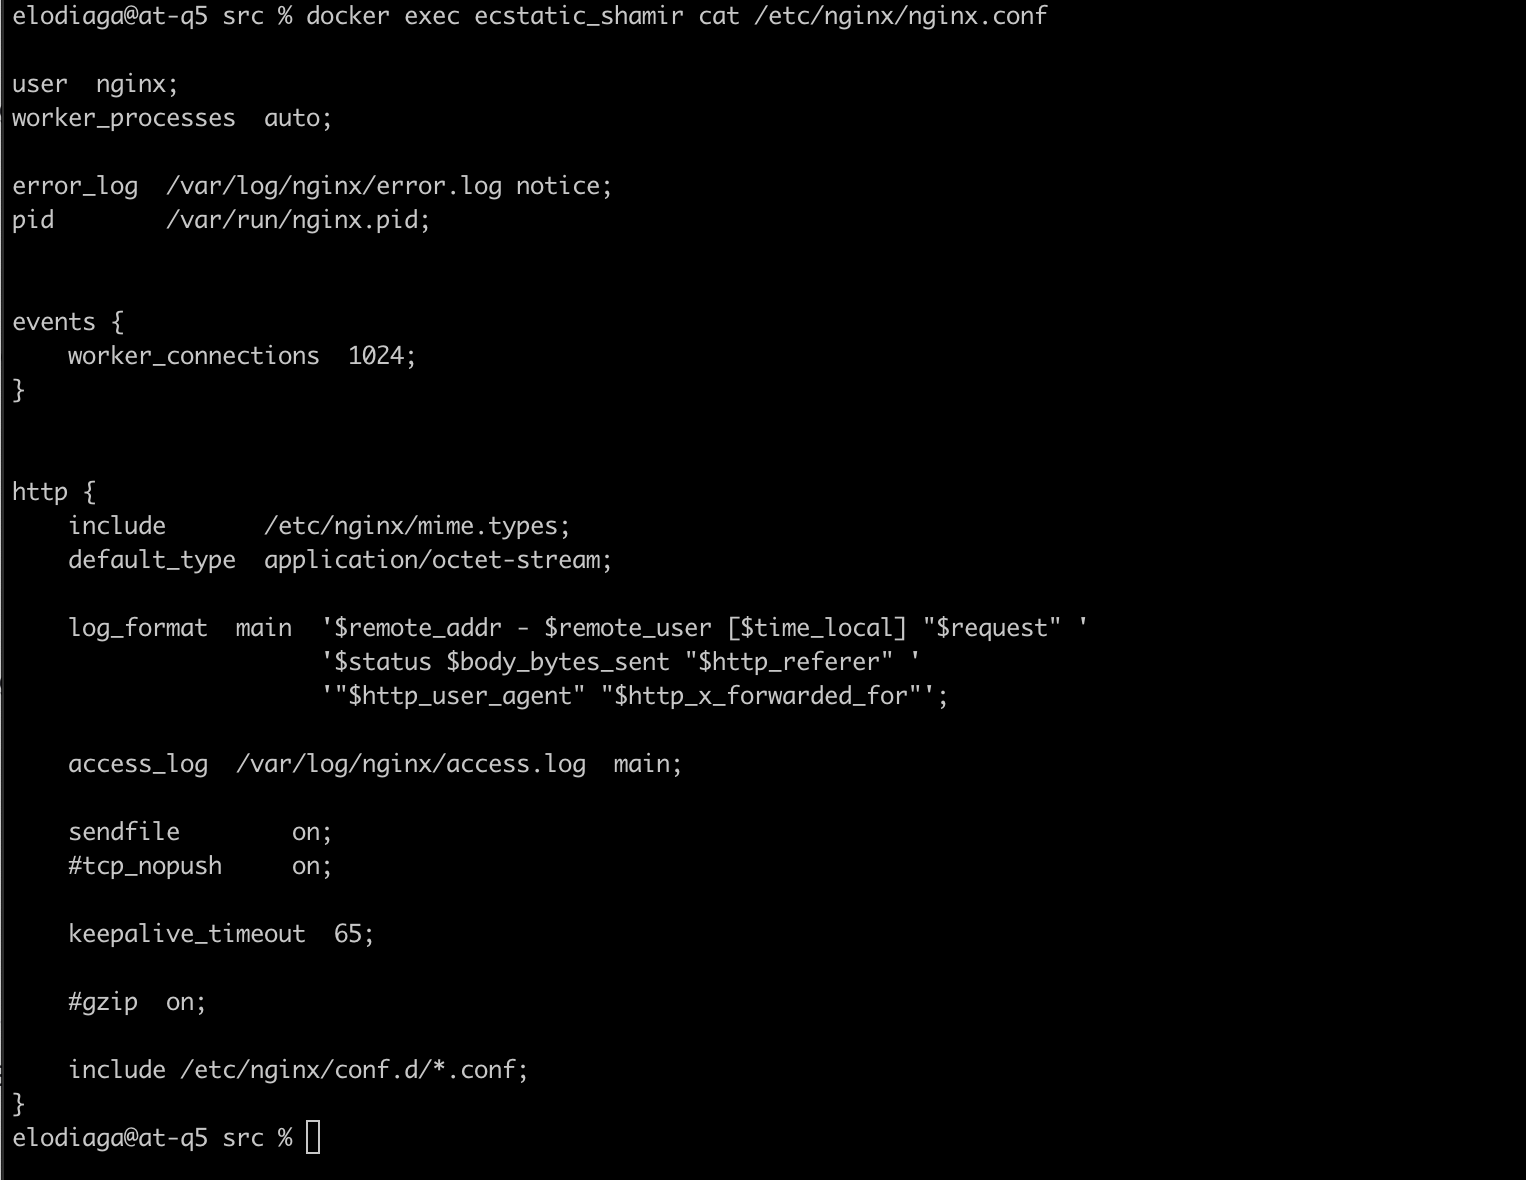 elodiaga@at-q5 src % docker exec ecstatic_shamir cat /etc/nginx/nginx.conf
user  nginx;
worker_processes  auto;
error_log  /var/log/nginx/error.log notice;
pid        /var/run/nginx.pid;
events {
    worker_connections  1024;
}
http {
    include       /etc/nginx/mime.types;
    default_type  application/octet-stream;
    log_format  main  '$remote_addr - $remote_user [$time_local] "$request" '
                      '$status $body_bytes_sent "$http_referer" '
                      '"$http_user_agent" "$http_x_forwarded_for"';
    access_log  /var/log/nginx/access.log  main;
    sendfile        on;
    #tcp_nopush     on;
    keepalive_timeout  65;
    #gzip  on;
    include /etc/nginx/conf.d/*.conf;
}
elodiaga@at-q5 src %